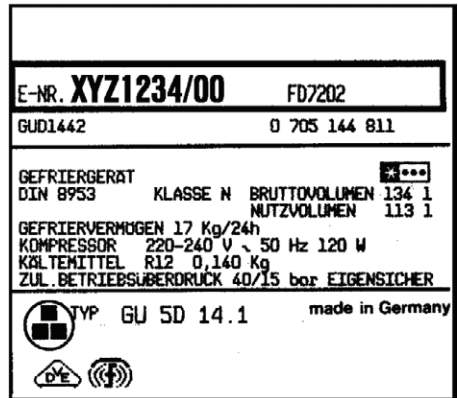 E-NR. XYZ1234/00 FD7202
GUD1442 0 705 144 811
GEFRIERGERÄT
DIN 8953 KLASSE N BRUTTOVOLUMEN 134 l
NUTZVOLUMEN 113 l
GEFRIERVERMÖGEN 17 Kg/24h
KOMPRESSOR 220-240 V ~ 50 Hz 120 W
KÄLTEMITTEL R12 0,140 Kg
ZUL.BETRIEBSÜBERDRUCK 40/15 bar EIGENSICHER
TYP GU 5D 14.1 made in Germany
DVE